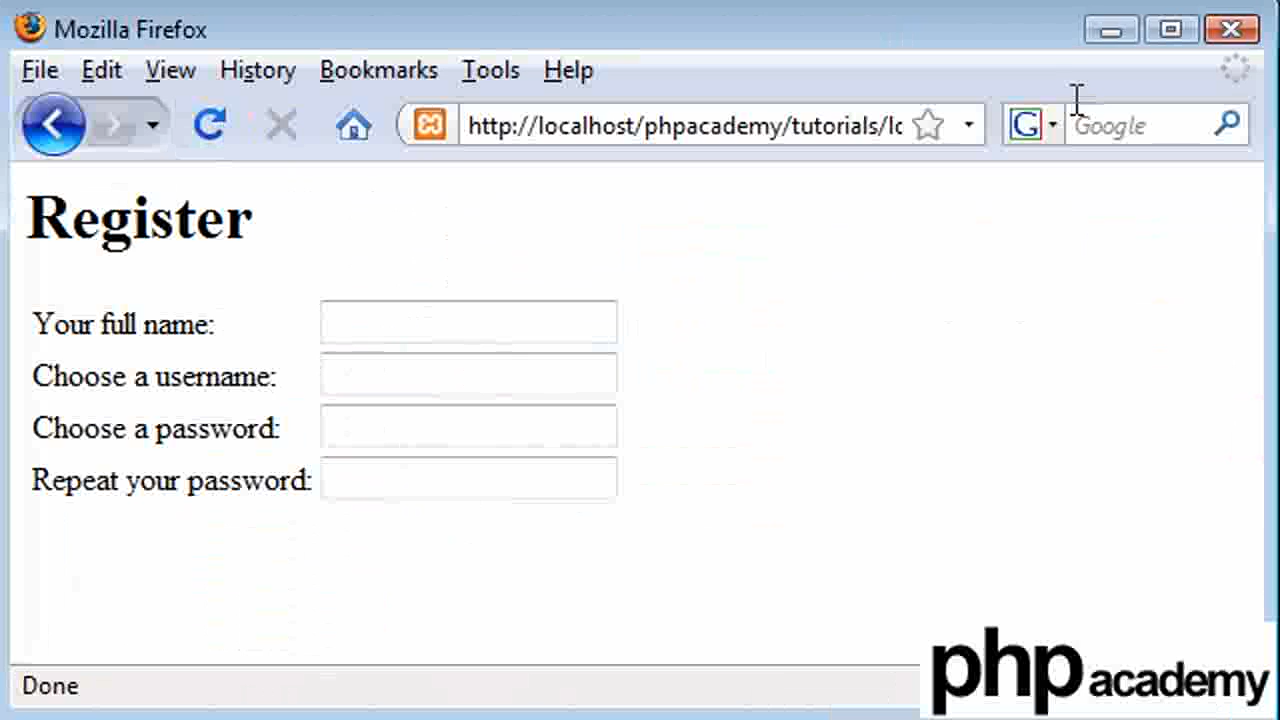 Mozilla Firefox
File Edit View History Bookmarks Tools Help
http://localhost/phpacademy/tutorials/lo
G Google
Register
Your full name:
Choose a username:
Choose a password:
Repeat your password:
Done
php academy